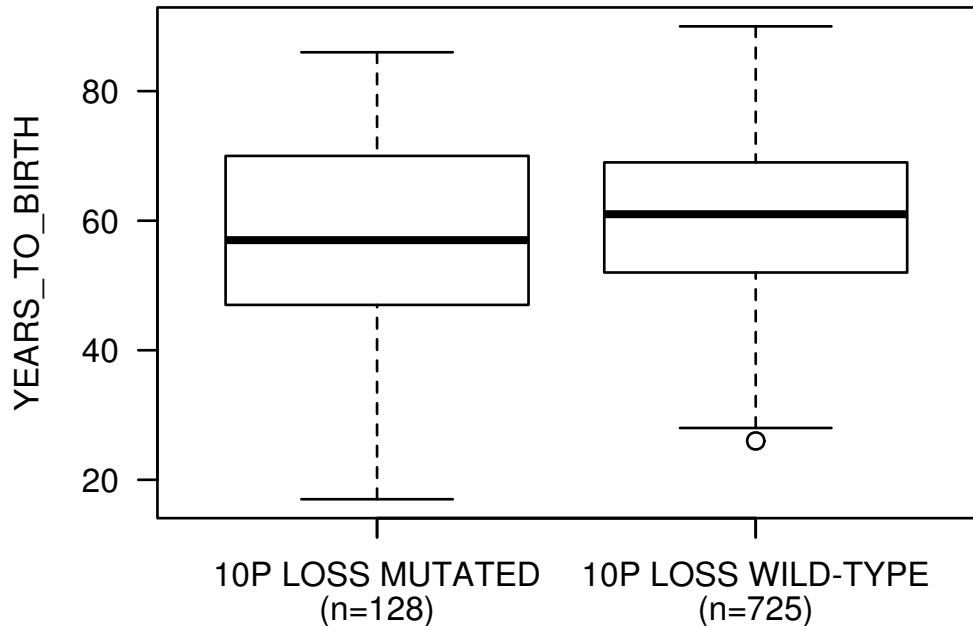 YEARS_TO_BIRTH
80
60
40
20
10P LOSS MUTATED
(n=128)
10P LOSS WILD-TYPE
(n=725)